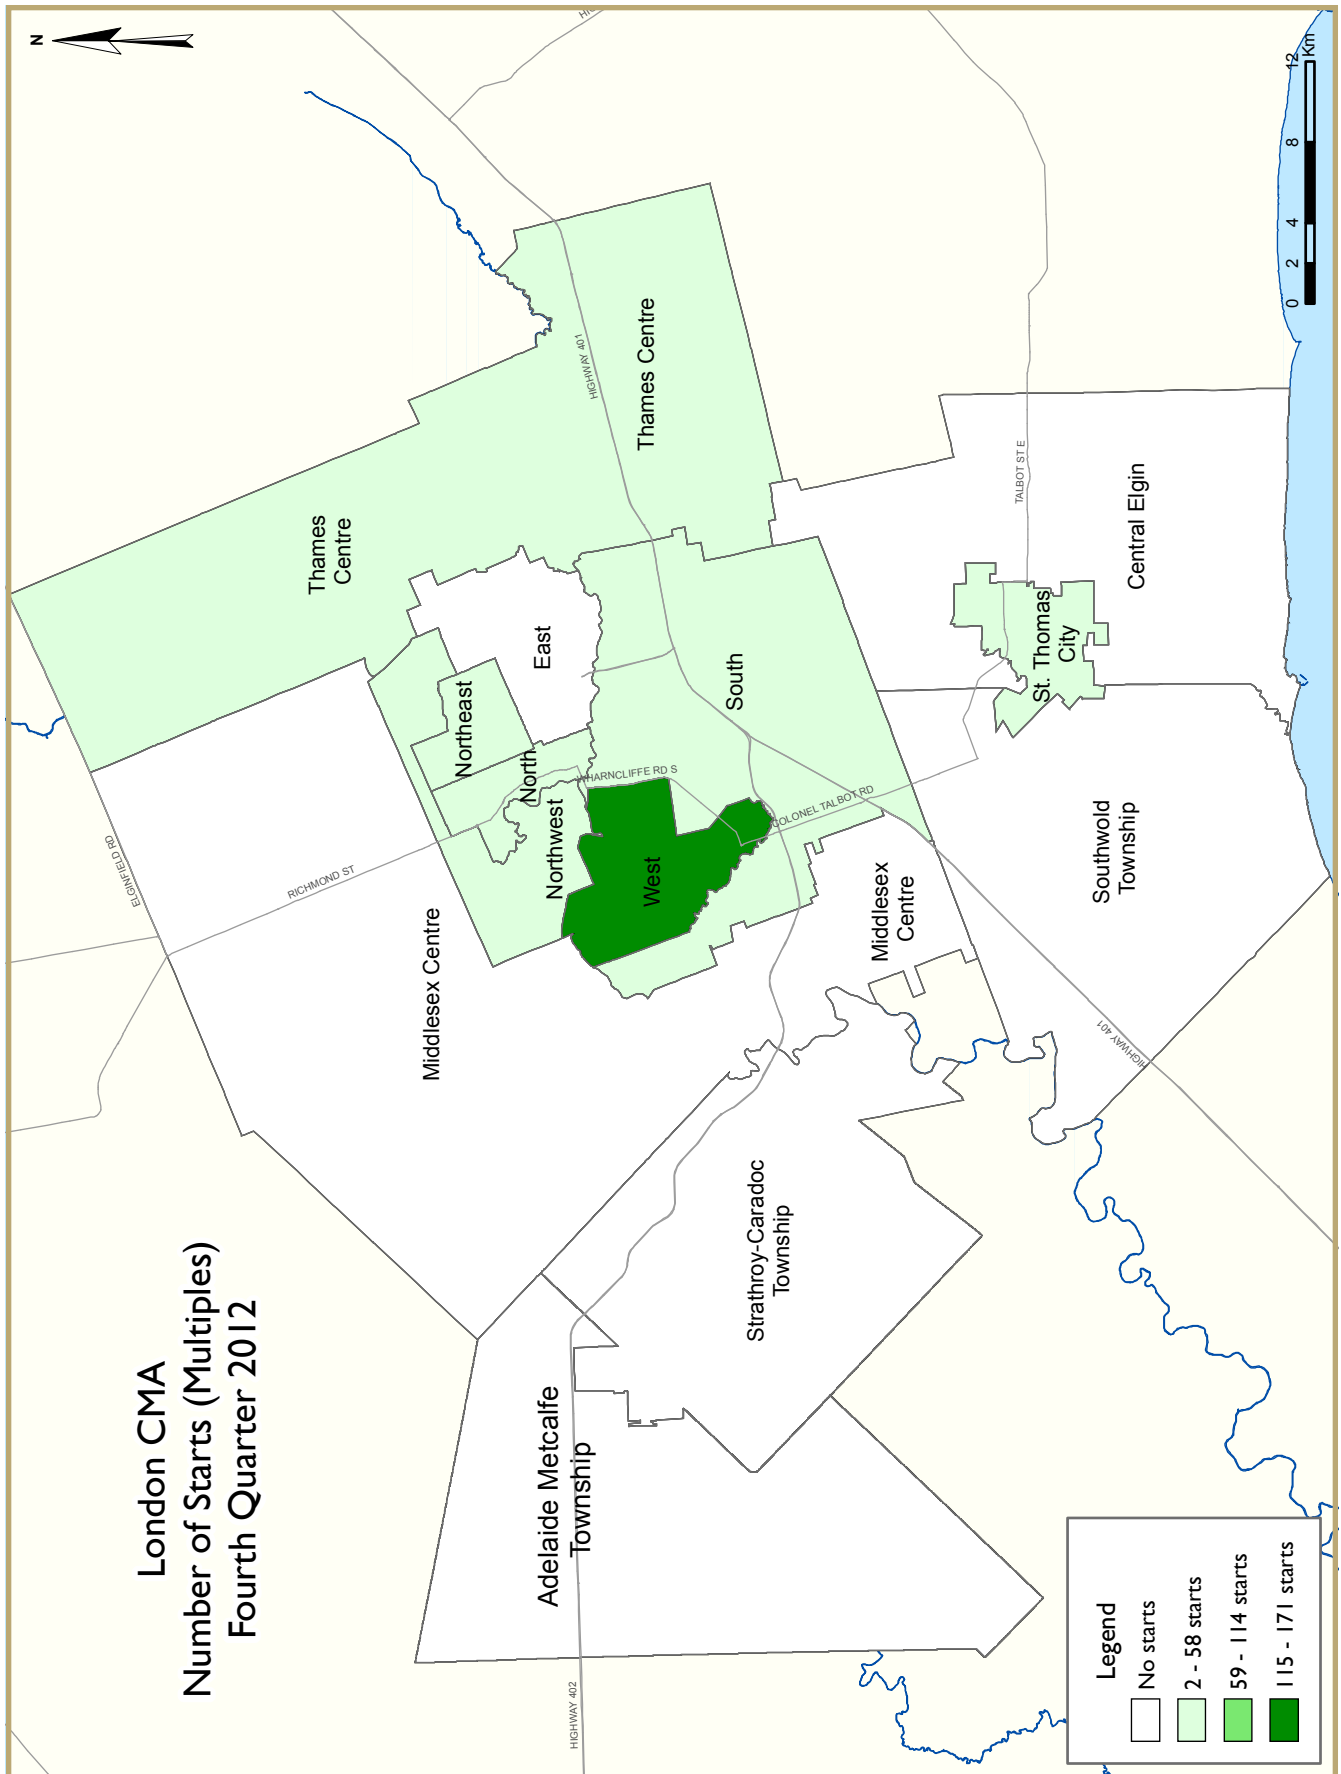 London CMA
Number of Starts (Multiples)
Fourth Quarter 2012
N
ELGINFIELD RD
RICHMOND ST
Thames
Centre
Middlesex Centre
Northeast
North
Northwest
East
West
South
Thames Centre
HIGHWAY 401
WHARNCLIFFE RD S
COLONEL TALBOT RD
Middlesex
Centre
Adelaide Metcalfe
Township
Strathroy-Caradoc
Township
HIGHWAY 402
TALBOT ST E
St. Thomas
City
Central Elgin
Southwold
Township
HIGHWAY 401
Legend
No starts
2 - 58 starts
59 - 114 starts
115 - 171 starts
0 2 4 8 12
Km